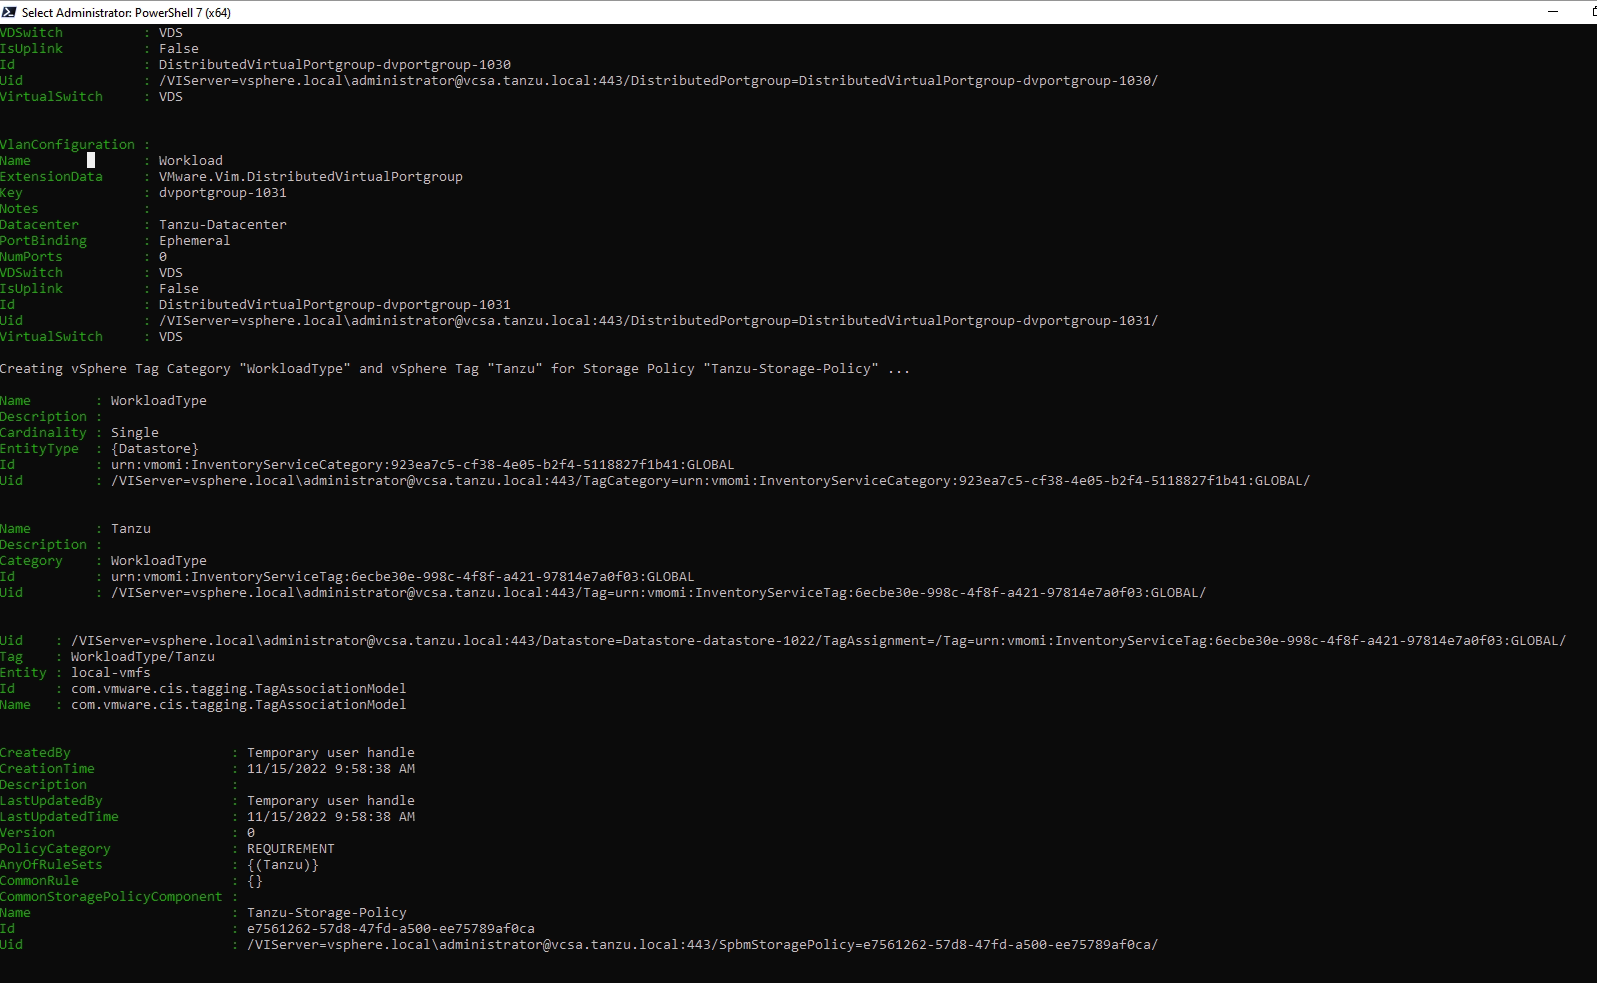 Select Administrator: PowerShell 7 (x64)
VDSwitch : VDS
IsUplink : False
Id : DistributedVirtualPortgroup-dvportgroup-1030
Uid : /VIServer=vsphere.local\administrator@vcsa.tanzu.local:443/DistributedPortgroup=DistributedVirtualPortgroup-dvportgroup-1030/
VirtualSwitch : VDS
VlanConfiguration :
Name : Workload
ExtensionData : VMware.Vim.DistributedVirtualPortgroup
Key : dvportgroup-1031
Notes :
Datacenter : Tanzu-Datacenter
PortBinding : Ephemeral
NumPorts : 0
VDSwitch : VDS
IsUplink : False
Id : DistributedVirtualPortgroup-dvportgroup-1031
Uid : /VIServer=vsphere.local\administrator@vcsa.tanzu.local:443/DistributedPortgroup=DistributedVirtualPortgroup-dvportgroup-1031/
VirtualSwitch : VDS
Creating vSphere Tag Category "WorkloadType" and vSphere Tag "Tanzu" for Storage Policy "Tanzu-Storage-Policy" ...
Name : WorkloadType
Description :
Cardinality : Single
EntityType : {Datastore}
Id : urn:vmomi:InventoryServiceCategory:923ea7c5-cf38-4e05-b2f4-5118827f1b41:GLOBAL
Uid : /VIServer=vsphere.local\administrator@vcsa.tanzu.local:443/TagCategory=urn:vmomi:InventoryServiceCategory:923ea7c5-cf38-4e05-b2f4-5118827f1b41:GLOBAL/
Name : Tanzu
Description :
Category : WorkloadType
Id : urn:vmomi:InventoryServiceTag:6ecbe30e-998c-4f8f-a421-97814e7a0f03:GLOBAL
Uid : /VIServer=vsphere.local\administrator@vcsa.tanzu.local:443/Tag=urn:vmomi:InventoryServiceTag:6ecbe30e-998c-4f8f-a421-97814e7a0f03:GLOBAL/
Uid : /VIServer=vsphere.local\administrator@vcsa.tanzu.local:443/Datastore=Datastore-datastore-1022/TagAssignment=/Tag=urn:vmomi:InventoryServiceTag:6ecbe30e-998c-4f8f-a421-97814e7a0f03:GLOBAL/
Tag : WorkloadType/Tanzu
Entity : local-vmfs
Id : com.vmware.cis.tagging.TagAssociationModel
Name : com.vmware.cis.tagging.TagAssociationModel
CreatedBy : Temporary user handle
CreationTime : 11/15/2022 9:58:38 AM
Description :
LastUpdatedBy : Temporary user handle
LastUpdatedTime : 11/15/2022 9:58:38 AM
Version : 0
PolicyCategory : REQUIREMENT
AnyOfRuleSets : {(Tanzu)}
CommonRule : {}
CommonStoragePolicyComponent :
Name : Tanzu-Storage-Policy
Id : e7561262-57d8-47fd-a500-ee75789af0ca
Uid : /VIServer=vsphere.local\administrator@vcsa.tanzu.local:443/SpbmStoragePolicy=e7561262-57d8-47fd-a500-ee75789af0ca/